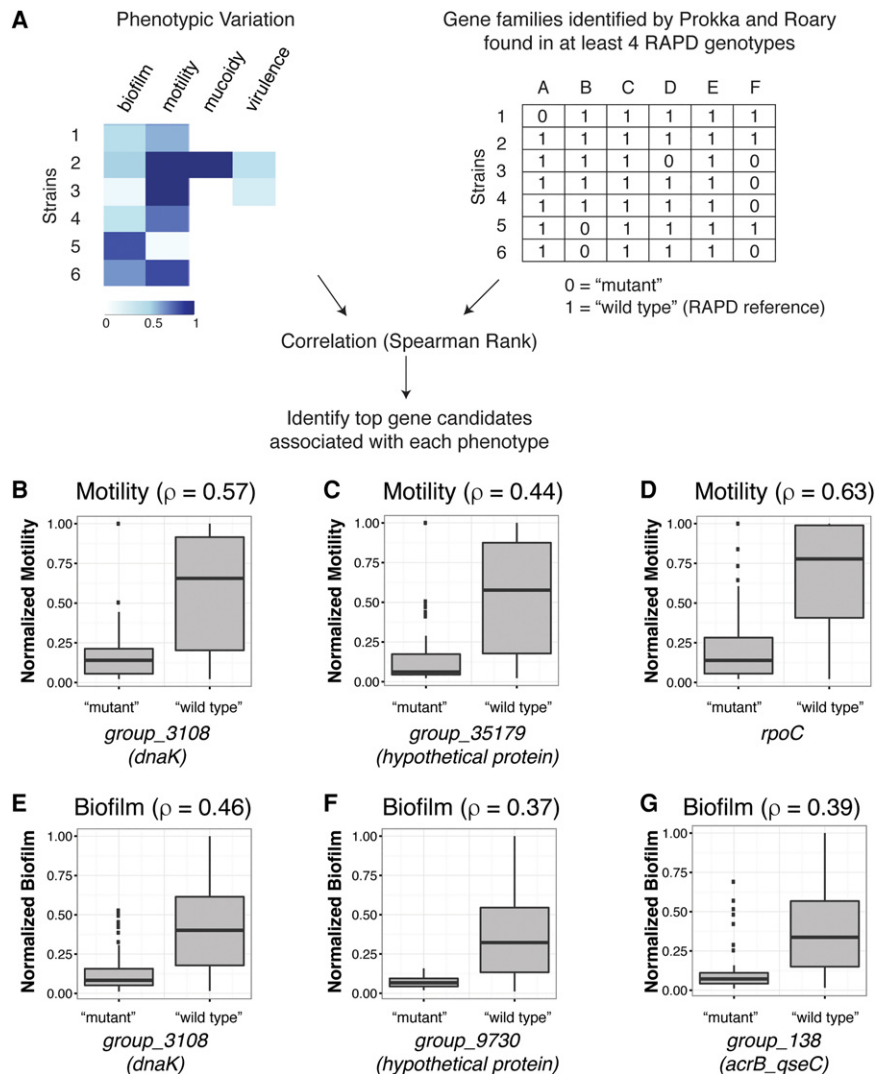 A
Phenotypic Variation
biofilm
motility
mucoidy
virulence
Strains
1
2
3
4
5
6
0 0.5 1
Gene families identified by Prokka and Roary
found in at least 4 RAPD genotypes
A B C D E F
Strains
1
2
3
4
5
6
0 1 1 1 1 1
1 1 1 1 1 1
1 1 1 0 1 0
1 1 1 1 1 0
1 1 1 1 1 0
1 0 1 1 1 1
1 0 1 1 1 0
0 = “mutant”
1 = “wild type” (RAPD reference)
Correlation (Spearman Rank)
Identify top gene candidates
associated with each phenotype
B Motility (ρ = 0.57)
Normalized Motility
1.00
0.75
0.50
0.25
0.00
“mutant” “wild type”
group_3108
(dnaK)
C Motility (ρ = 0.44)
Normalized Motility
1.00
0.75
0.50
0.25
0.00
“mutant” “wild type”
group_35179
(hypothetical protein)
D Motility (ρ = 0.63)
Normalized Motility
1.00
0.75
0.50
0.25
0.00
“mutant” “wild type”
rpoC
E Biofilm (ρ = 0.46)
Normalized Biofilm
1.00
0.75
0.50
0.25
0.00
“mutant” “wild type”
group_3108
(dnaK)
F Biofilm (ρ = 0.37)
Normalized Biofilm
1.00
0.75
0.50
0.25
0.00
“mutant” “wild type”
group_9730
(hypothetical protein)
G Biofilm (ρ = 0.39)
Normalized Biofilm
1.00
0.75
0.50
0.25
0.00
“mutant” “wild type”
group_138
(acrB_qseC)